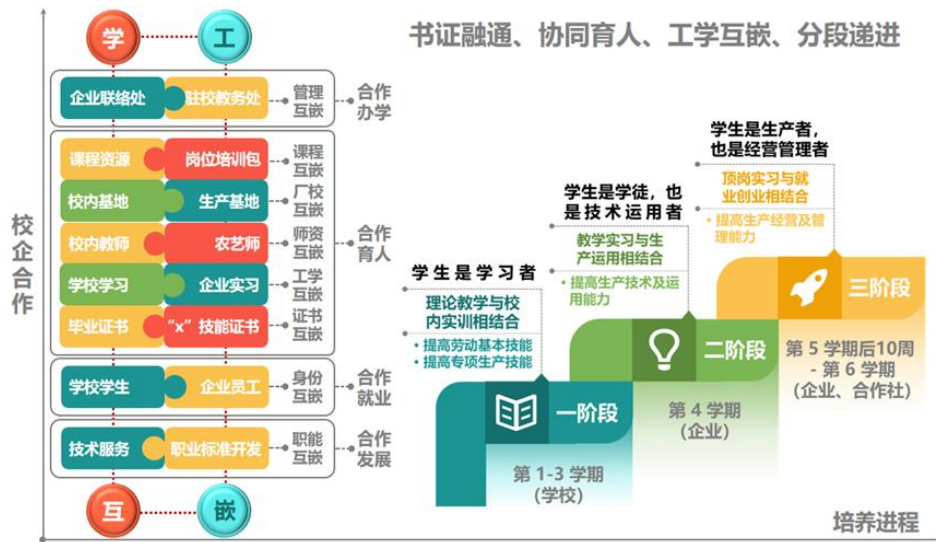 书证融通、协同育人、工学互嵌、分段递进
校企合作
学
工
企业联络处
驻校教务处
管理
互嵌
合作
办学
课程资源
岗位培训包
课程
互嵌
校内基地
生产基地
厂校
互嵌
校内教师
农艺师
师资
互嵌
合作
育人
学校学习
企业实习
工学
互嵌
毕业证书
“x”技能证书
证书
互嵌
学校学生
企业员工
身份
互嵌
合作
就业
技术服务
职业标准开发
职能
互嵌
合作
发展
互
嵌
学生是学习者
理论教学与校
内实训相结合
• 提高劳动基本技能
• 提高专项生产技能
一阶段
第 1-3 学期
(学校)
学生是学徒，也
是技术运用者
教学实习与生
产运用相结合
• 提高生产技术及运
用能力
二阶段
第 4 学期
(企业)
学生是生产者，
也是经营管理者
顶岗实习与就
业创业相结合
• 提高生产经营及管
理能力
三阶段
第 5 学期后10周
- 第 6 学期
(企业、合作社)
培养进程